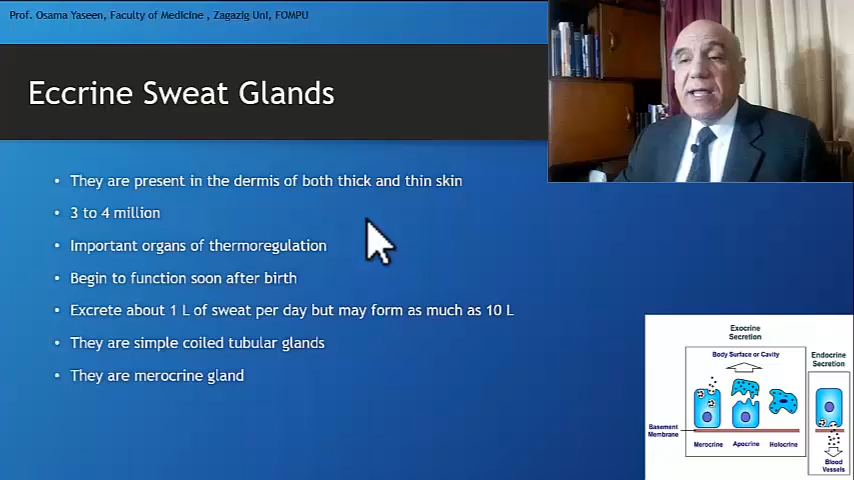 Prof. Osama Yaseen, Faculty of Medicine , Zagazig Uni, FOMPU
Eccrine Sweat Glands
• They are present in the dermis of both thick and thin skin
• 3 to 4 million
• Important organs of thermoregulation
• Begin to function soon after birth
• Excrete about 1 L of sweat per day but may form as much as 10 L
• They are simple coiled tubular glands
• They are merocrine gland
Exocrine
Secretion
Body Surface or Cavity
Endocrine
Secretion
Basement
Membrane
Merocrine
Apocrine
Holocrine
Blood
Vessels